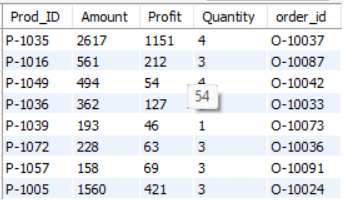 Prod_ID Amount Profit Quantity order_id
P-1035 2617 1151 4 O-10037
P-1016 561 212 3 O-10087
P-1049 494 54 O-10042
54
P-1036 362 127 O-10033
P-1039 193 46 1 O-10073
P-1072 228 63 3 O-10036
P-1057 158 69 3 O-10091
P-1005 1560 421 3 O-10024